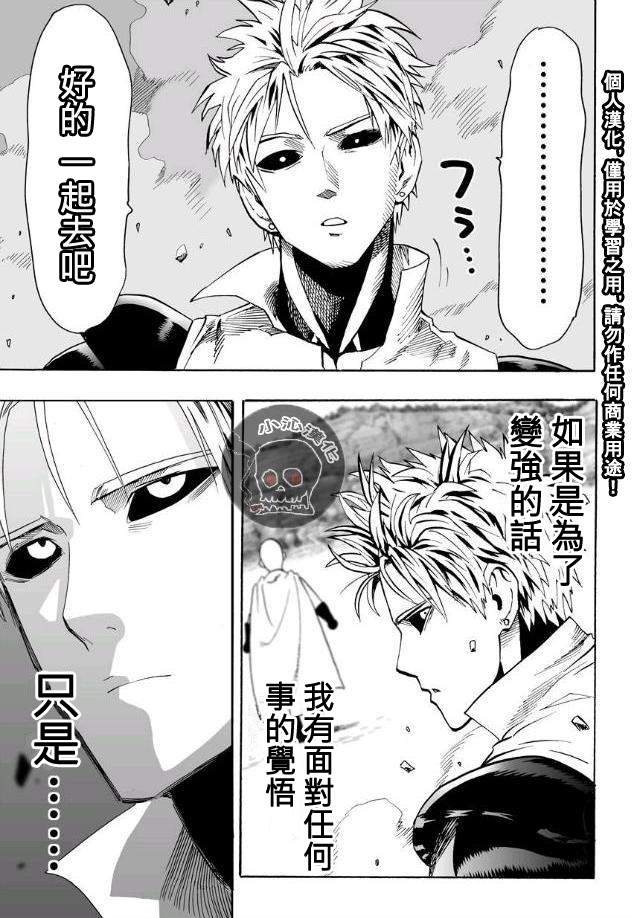 …………
ふぅ…
好的 一起去吧
個人漢化，僅用於學習之用，請勿作任何商業用途！
如果是為了
變強的話
我有面對任何
事的覺悟
小沁漢化
只是……